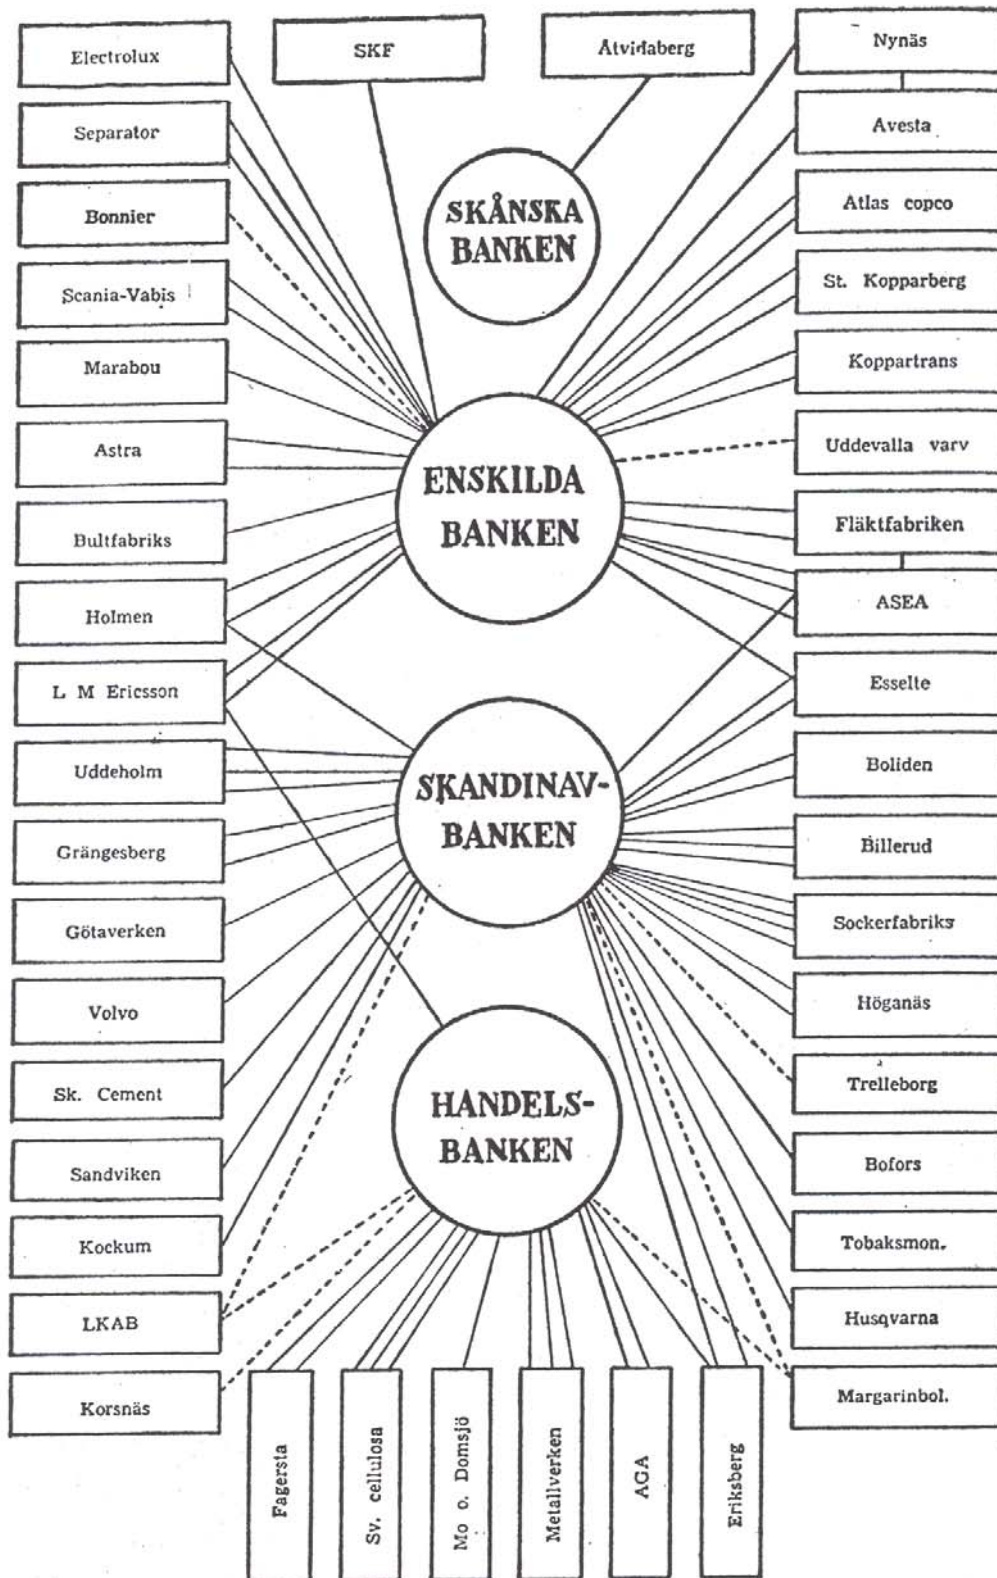 Electrolux
SKF
Åtvidaberg
Nynäs
Separator
Avesta
Bonnier
Atlas copco
SKÅNSKA
BANKEN
Scania-Vabis
St. Kopparberg
Marabou
Koppartrans
Astra
Uddevalla varv
ENSKILDA
BANKEN
Bultfabriks
Fläktfabriken
Holmen
ASEA
L M Ericsson
Esselte
Uddeholm
Boliden
SKANDINAV-
BANKEN
Grängesberg
Billerud
Götaverken
Sockerfabriks
Volvo
Höganäs
Sk. Cement
Trelleborg
HANDELS-
BANKEN
Sandviken
Bofors
Kockum
Tobaksmon.
LKAB
Husqvarna
Korsnäs
Margarinbol.
Fagersta
Sv. cellulosa
Mo o. Domsjö
Metallverken
AGA
Eriksberg